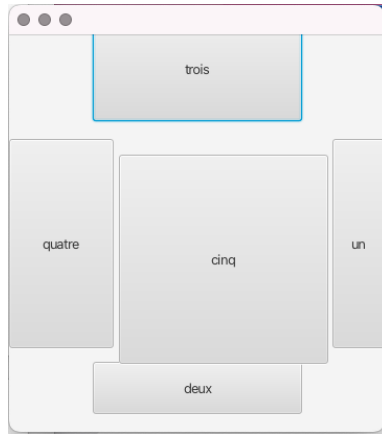 trois
quatre
cinq
un
deux